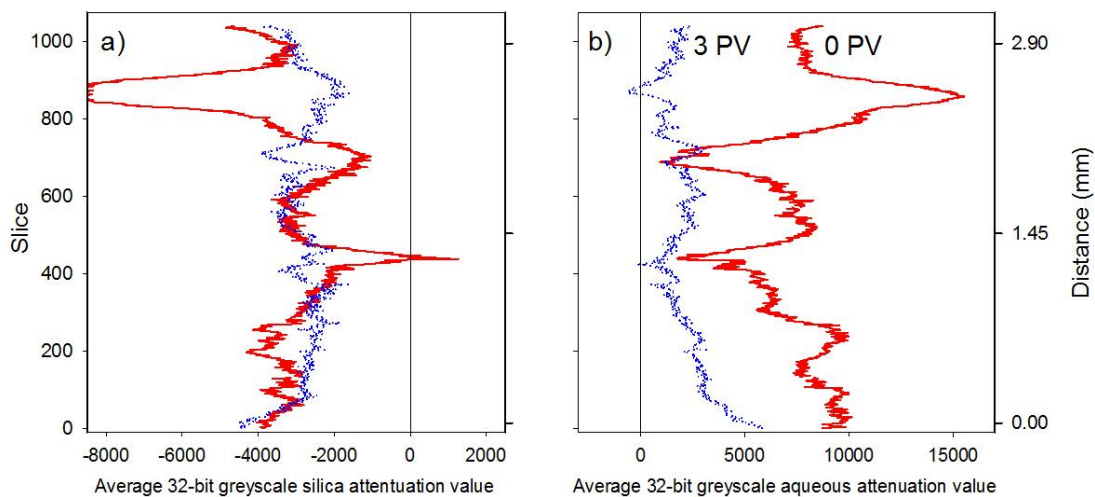 a)
b)
3 PV
0 PV
1000
800
600
400
200
0
Slice
2.90
1.45
0.00
Distance (mm)
-8000 -6000 -4000 -2000 0 2000
0 5000 10000 15000
Average 32-bit greyscale silica attentuation value
Average 32-bit greyscale aqueous attenuation value